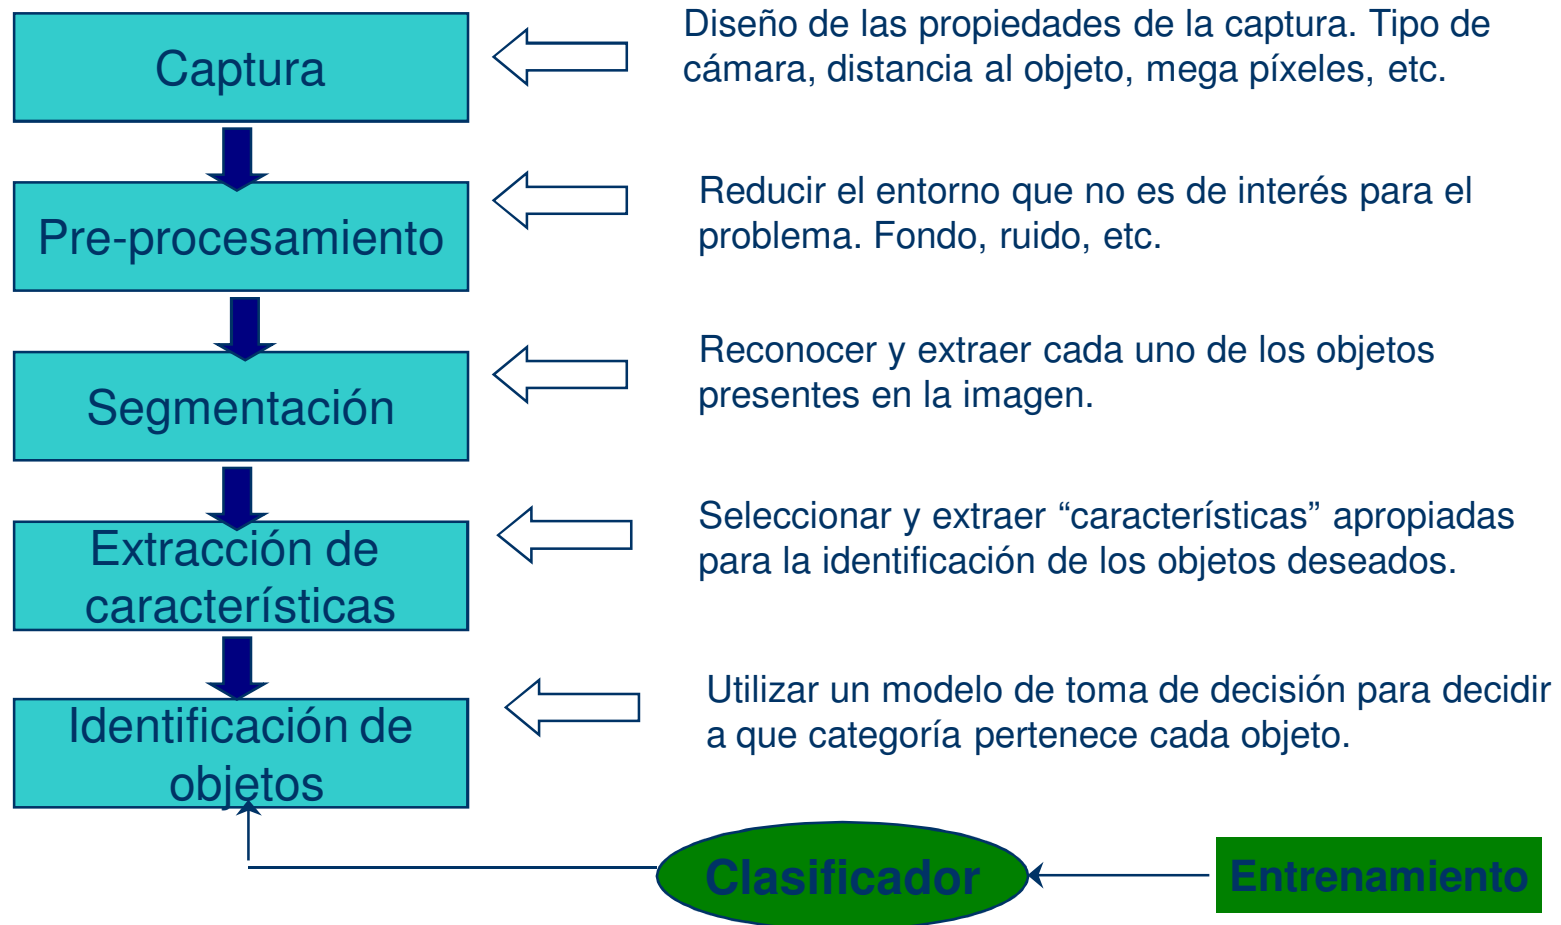 Captura
Diseño de las propiedades de la captura. Tipo de
cámara, distancia al objeto, mega píxeles, etc.
Pre-procesamiento
Reducir el entorno que no es de interés para el
problema. Fondo, ruido, etc.
Segmentación
Reconocer y extraer cada uno de los objetos
presentes en la imagen.
Extracción de
características
Seleccionar y extraer “características” apropiadas
para la identificación de los objetos deseados.
Identificación de
objetos
Utilizar un modelo de toma de decisión para decidir
a que categoría pertenece cada objeto.
Clasificador
Entrenamiento